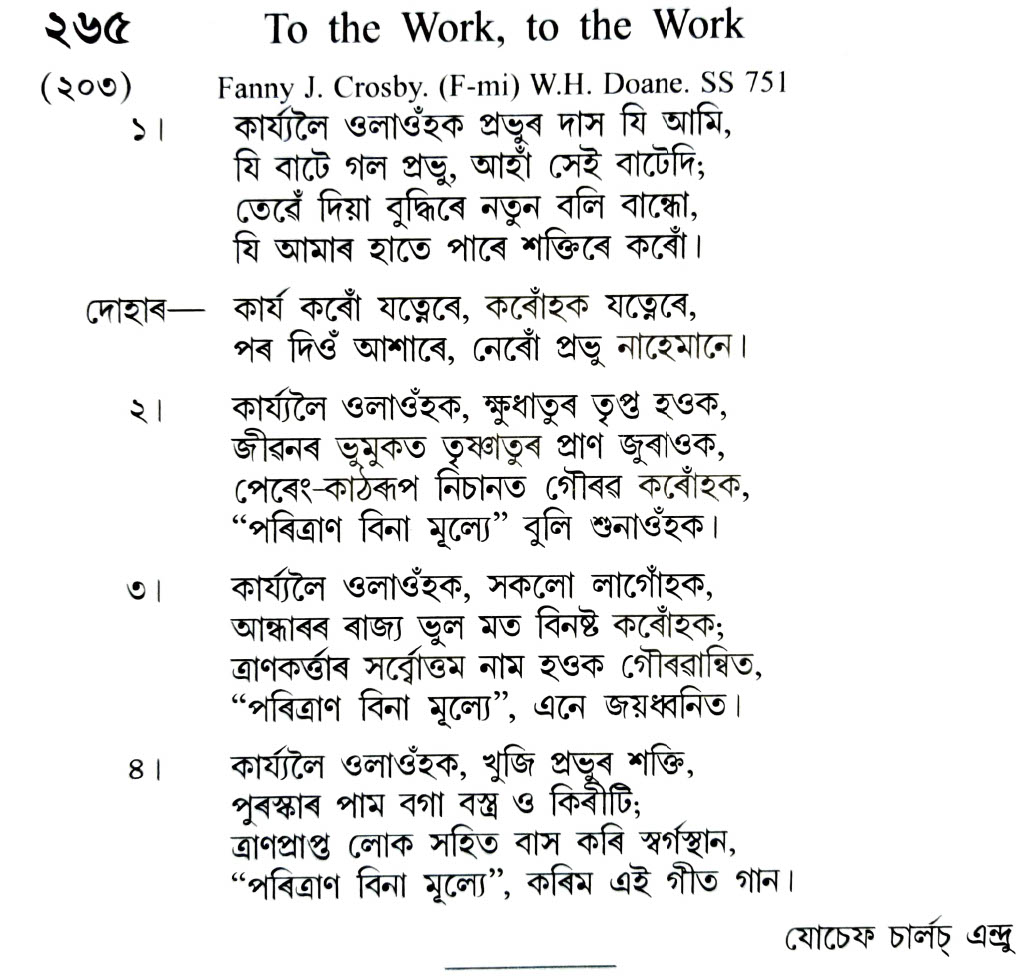 ২৬৫ To the Work, to the Work
(২০৩) Fanny J. Crosby. (F-mi) W.H. Doane. SS 751
১। কাৰ্য্যলৈ ওলাওঁহক প্ৰভুৰ দাস যি আমি,
যি বাটে গল প্ৰভু, আহাঁ সেই বাটেদি;
তেৱেঁ দিয়া বুদ্ধিৰে নতুন বলি বান্ধো,
যি আমাৰ হাতে পাৰে শক্তিৰে কৰোঁ।
দোহাৰ— কাৰ্য কৰোঁ যত্নেৰে, কৰোঁহক যত্নেৰে,
পৰ দিওঁ আশাৰে, নেৰোঁ প্ৰভু নাহেমানে।
২। কাৰ্য্যলৈ ওলাওঁহক, ক্ষুধাতুৰ তৃপ্ত হওক,
জীৱনৰ ভুমুকত তৃষ্ণাতুৰ প্ৰাণ জুৰাওক,
পেৰেং-কাঠৰূপ নিচানত গৌৰৱ কৰোঁহক,
“পৰিত্ৰাণ বিনা মূল্যে” বুলি শুনাওঁহক।
৩। কাৰ্য্যলৈ ওলাওঁহক, সকলো লাগোঁহক,
আন্ধাৰৰ ৰাজ্য ভুল মত বিনষ্ট কৰোঁহক;
ত্ৰাণকৰ্ত্তাৰ সৰ্ব্বোত্তম নাম হওক গৌৰৱান্বিত,
“পৰিত্ৰাণ বিনা মূল্যে”, এনে জয়ধ্বনিত।
৪। কাৰ্য্যলৈ ওলাওঁহক, খুজি প্ৰভুৰ শক্তি,
পুৰস্কাৰ পাম বগা বস্ত্ৰ ও কিৰীটি;
ত্ৰাণপ্ৰাপ্ত লোক সহিত বাস কৰি স্বৰ্গস্থান,
“পৰিত্ৰাণ বিনা মূল্যে”, কৰিম এই গীত গান।
যোচেফ চাৰ্লচ্ এন্দ্ৰু